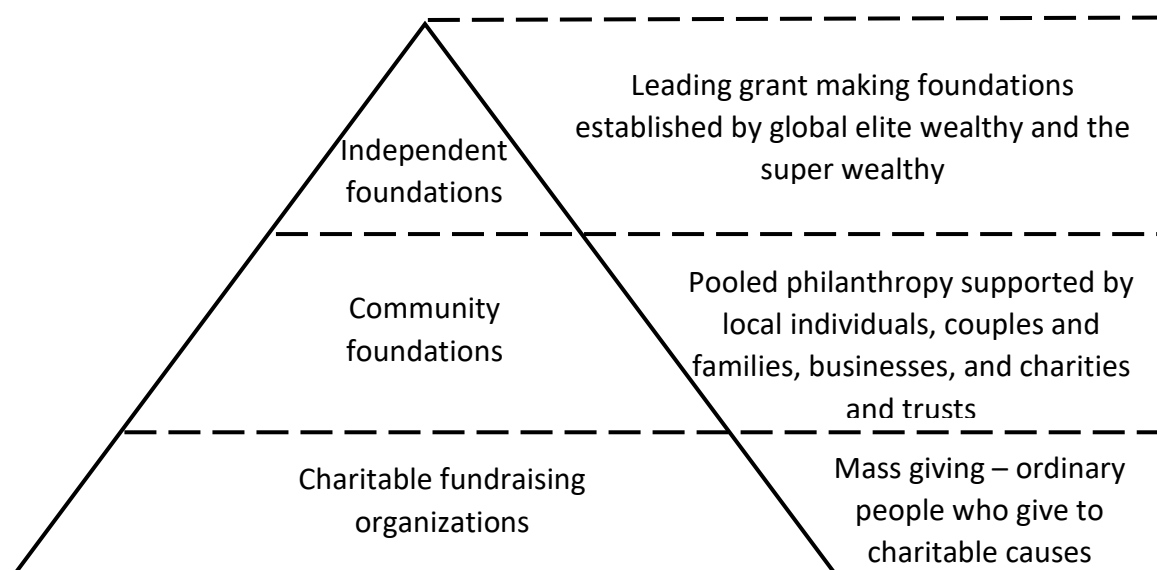 Independent
foundations
Leading grant making foundations
established by global elite wealthy and the
super wealthy
Community
foundations
Pooled philanthropy supported by
local individuals, couples and
families, businesses, and charities
and trusts
Charitable fundraising
organizations
Mass giving – ordinary
people who give to
charitable causes